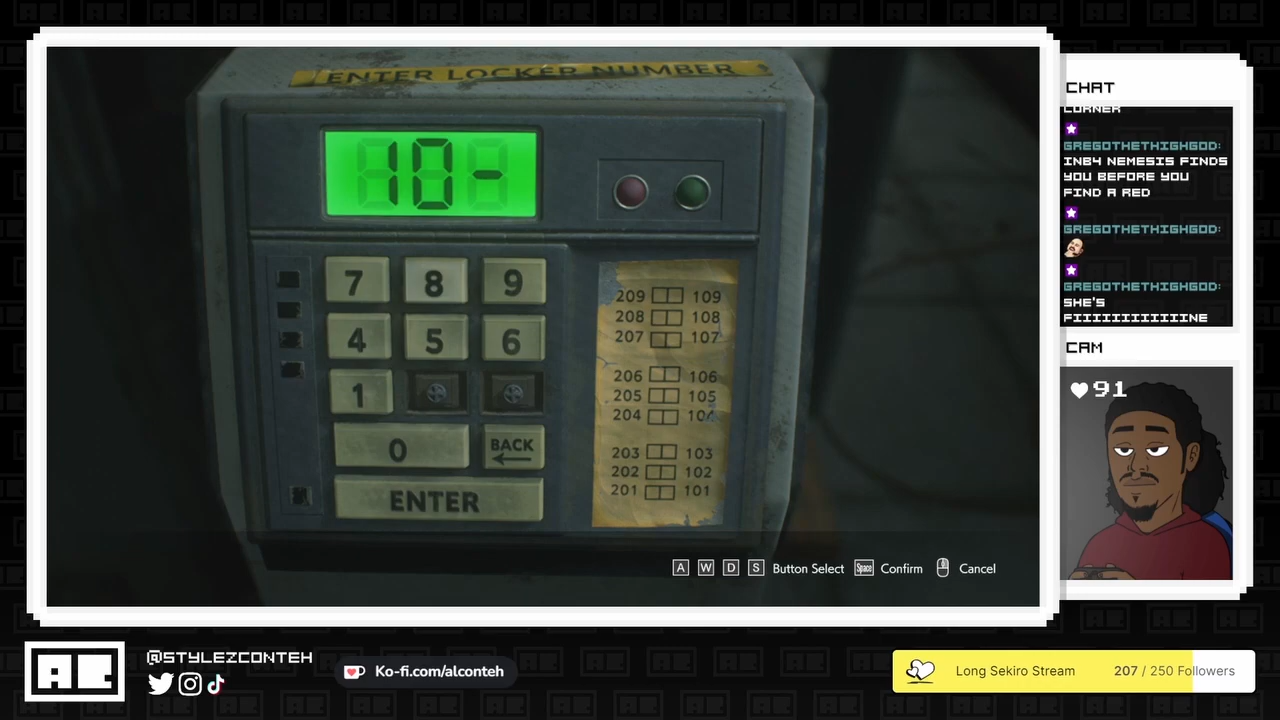 ENTER LOCKER NUMBER
10-
7 8 9
4 5 6
1
0 BACK
ENTER
209 109
208 108
207 107
206 106
205 105
204 104
203 103
202 102
201 101
A W D S Button Select Space Confirm Cancel
CHAT
CORNER
GREGOTHETHIGHGOD:
INB4 NEMESIS FINDS
YOU BEFORE YOU
FIND A RED
GREGOTHETHIGHGOD:
GREGOTHETHIGHGOD:
SHE'S
FIIIIIIIIIIIINE
CAM
91
AC
@STYLEZCONTEH
Ko-fi.com/alconteh
Long Sekiro Stream 207 / 250 Followers